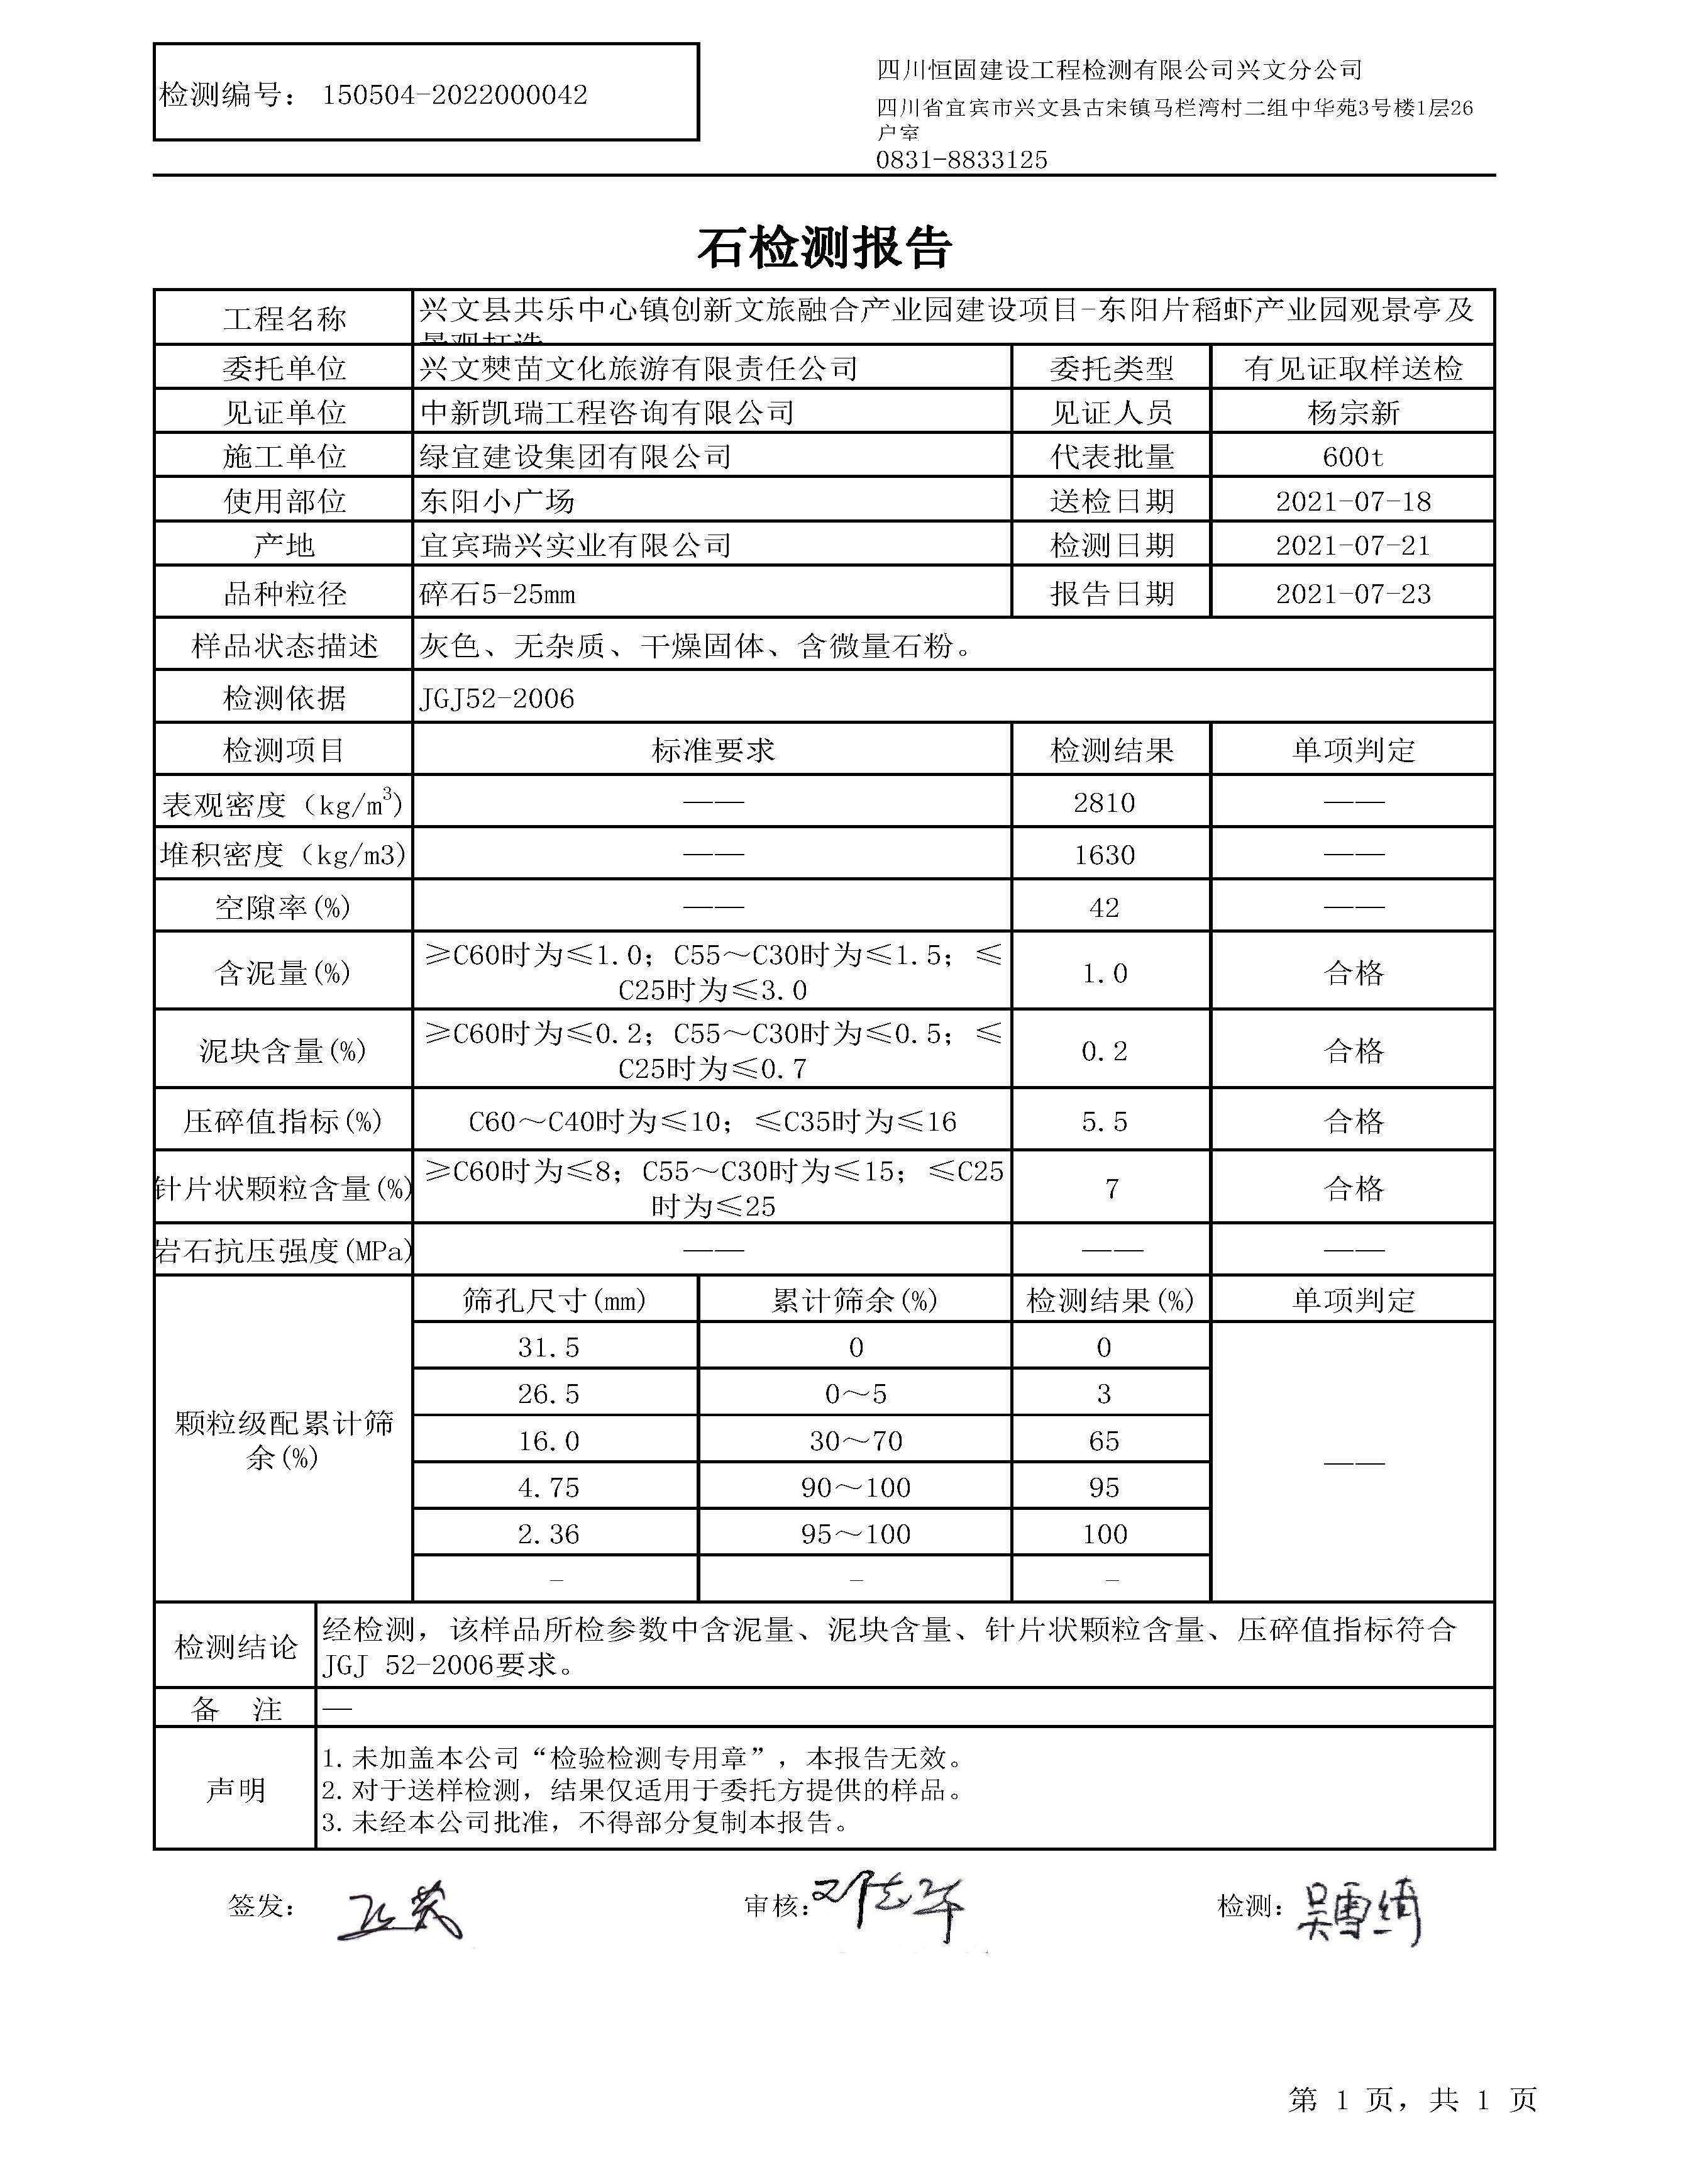 检测编号： 150504-2022000042
四川恒固建设工程检测有限公司兴文分公司
四川省宜宾市兴文县古宋镇马栏湾村二组中华苑3号楼1层26
户室
0831-8833125
石检测报告
工程名称 兴文县共乐中心镇创新文旅融合产业园建设项目-东阳片稻虾产业园观景亭及
景观打造
委托单位 兴文僰苗文化旅游有限责任公司 委托类型 有见证取样送检
见证单位 中新凯瑞工程咨询有限公司 见证人员 杨宗新
施工单位 绿宜建设集团有限公司 代表批量 600t
使用部位 东阳小广场 送检日期 2021-07-18
产地 宜宾瑞兴实业有限公司 检测日期 2021-07-21
品种粒径 碎石5-25mm 报告日期 2021-07-23
样品状态描述 灰色、无杂质、干燥固体、含微量石粉。
检测依据 JGJ52-2006
检测项目 标准要求 检测结果 单项判定
表观密度（kg/m³) —— 2810 ——
堆积密度（kg/m3) —— 1630 ——
空隙率(%) —— 42 ——
含泥量(%) ≥C60时为≤1.0；C55～C30时为≤1.5；≤
C25时为≤3.0 1.0 合格
泥块含量(%) ≥C60时为≤0.2；C55～C30时为≤0.5；≤
C25时为≤0.7 0.2 合格
压碎值指标(%) C60～C40时为≤10；≤C35时为≤16 5.5 合格
针片状颗粒含量(%) ≥C60时为≤8；C55～C30时为≤15；≤C25
时为≤25 7 合格
岩石抗压强度(MPa) —— —— ——
筛孔尺寸(mm) 累计筛余(%) 检测结果(%) 单项判定
31.5 0 0
26.5 0～5 3
颗粒级配累计筛
余(%)
16.0 30～70 65
——
4.75 90～100 95
2.36 95～100 100
– – –
检测结论 经检测，该样品所检参数中含泥量、泥块含量、针片状颗粒含量、压碎值指标符合
JGJ 52-2006要求。
备 注 —
声明
1. 未加盖本公司“检验检测专用章”，本报告无效。
2. 对于送样检测，结果仅适用于委托方提供的样品。
3. 未经本公司批准，不得部分复制本报告。
签发： 审核： 检测：吴雪绮
第 1 页，共 1 页